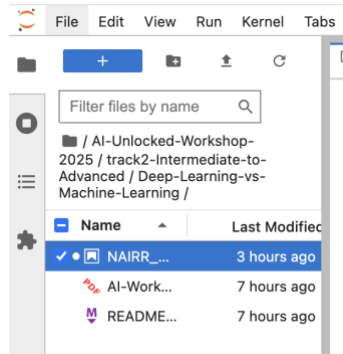 File Edit View Run Kernel Tabs
+
Filter files by name
/ AI-Unlocked-Workshop-
2025 / track2-Intermediate-to-
Advanced / Deep-Learning-vs-
Machine-Learning /
Name Last Modified
NAIRR_... 3 hours ago
PDF AI-Work... 7 hours ago
M README... 7 hours ago